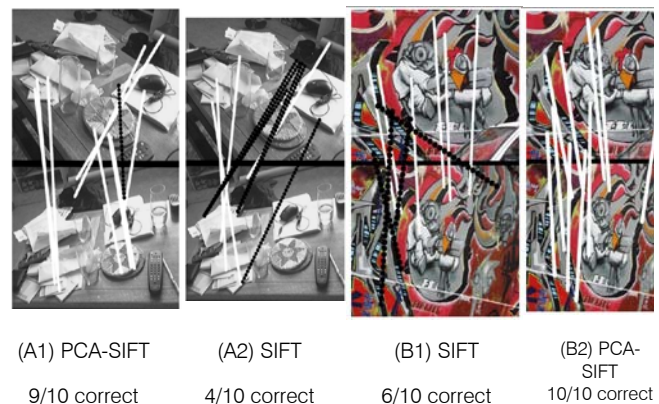 (A1) PCA-SIFT
9/10 correct
(A2) SIFT
4/10 correct
(B1) SIFT
6/10 correct
(B2) PCA-
SIFT
10/10 correct